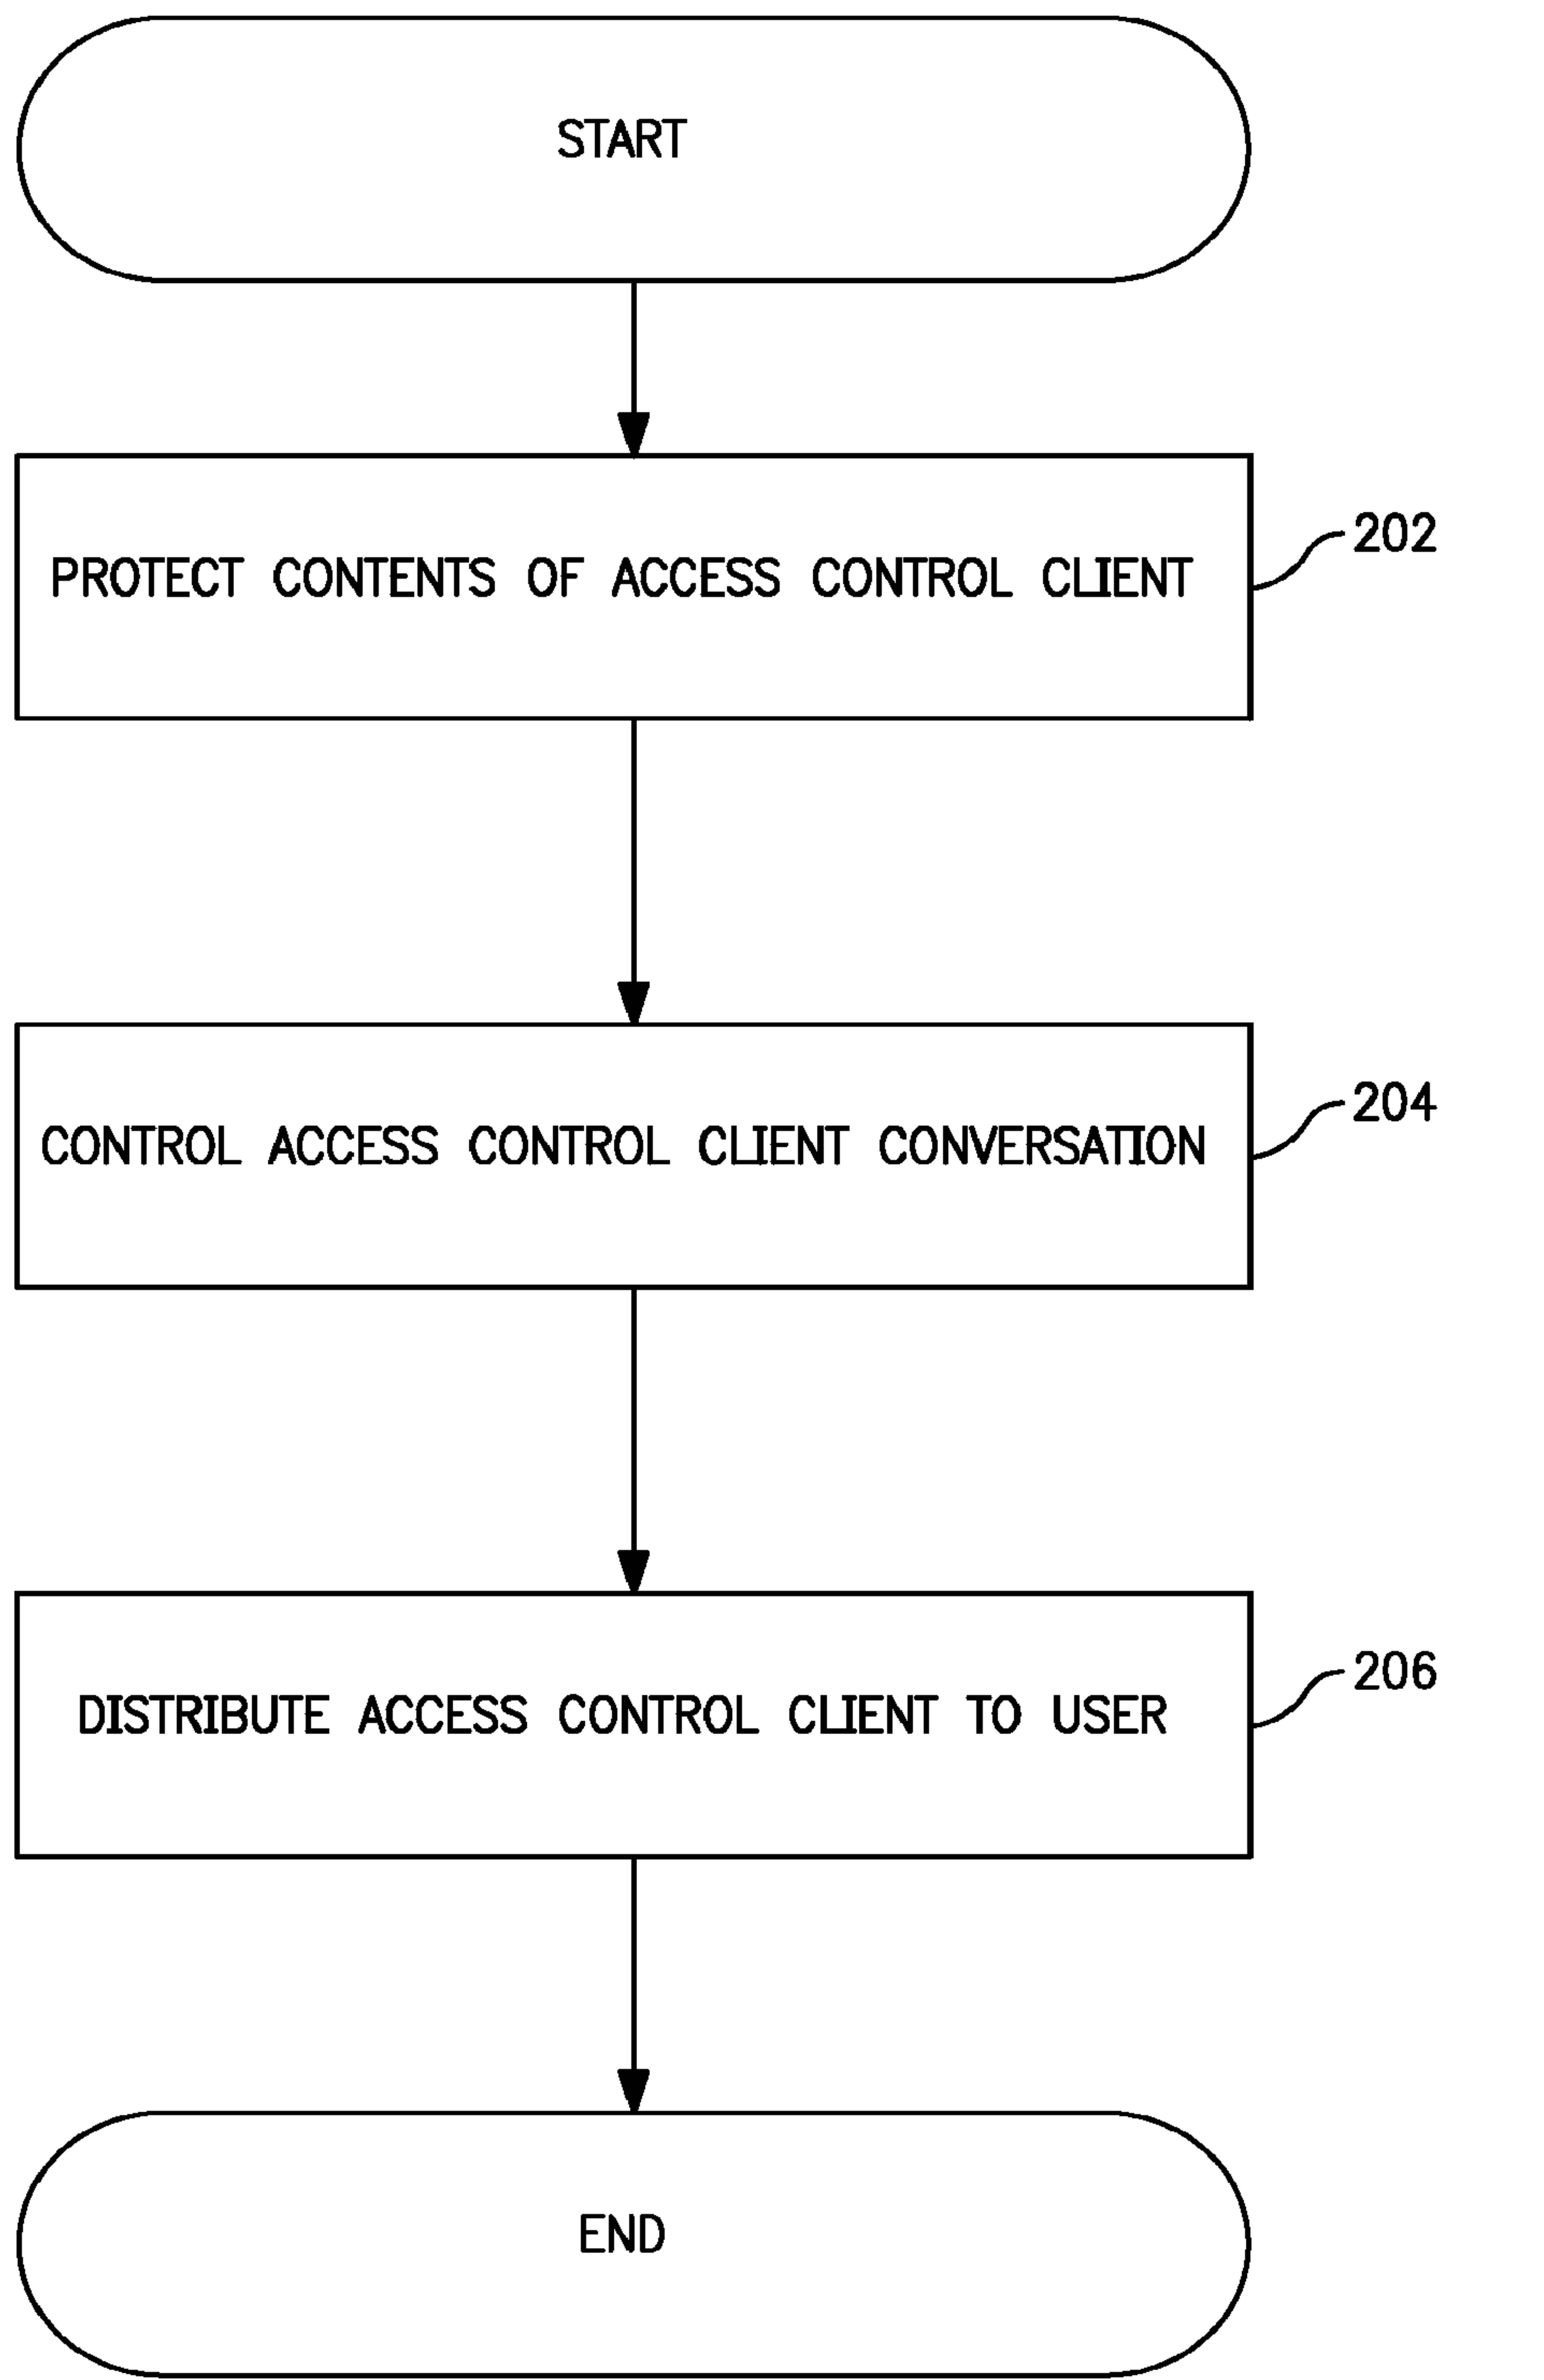 START
PROTECT CONTENTS OF ACCESS CONTROL CLIENT
202
CONTROL ACCESS CONTROL CLIENT CONVERSATION
204
DISTRIBUTE ACCESS CONTROL CLIENT TO USER
206
END